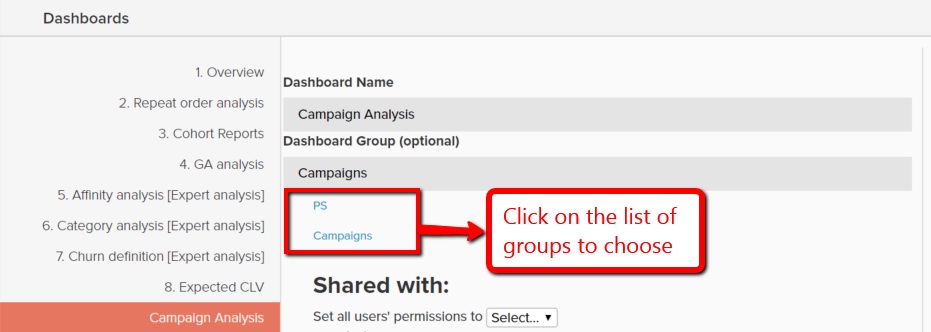 Dashboards
1. Overview
2. Repeat order analysis
3. Cohort Reports
4. GA analysis
5. Affinity analysis [Expert analysis]
6. Category analysis [Expert analysis]
7. Churn definition [Expert analysis]
8. Expected CLV
Campaign Analysis
Dashboard Name
Campaign Analysis
Dashboard Group (optional)
Campaigns
PS
Campaigns
Click on the list of
groups to choose
Shared with:
Set all users' permissions to Select...